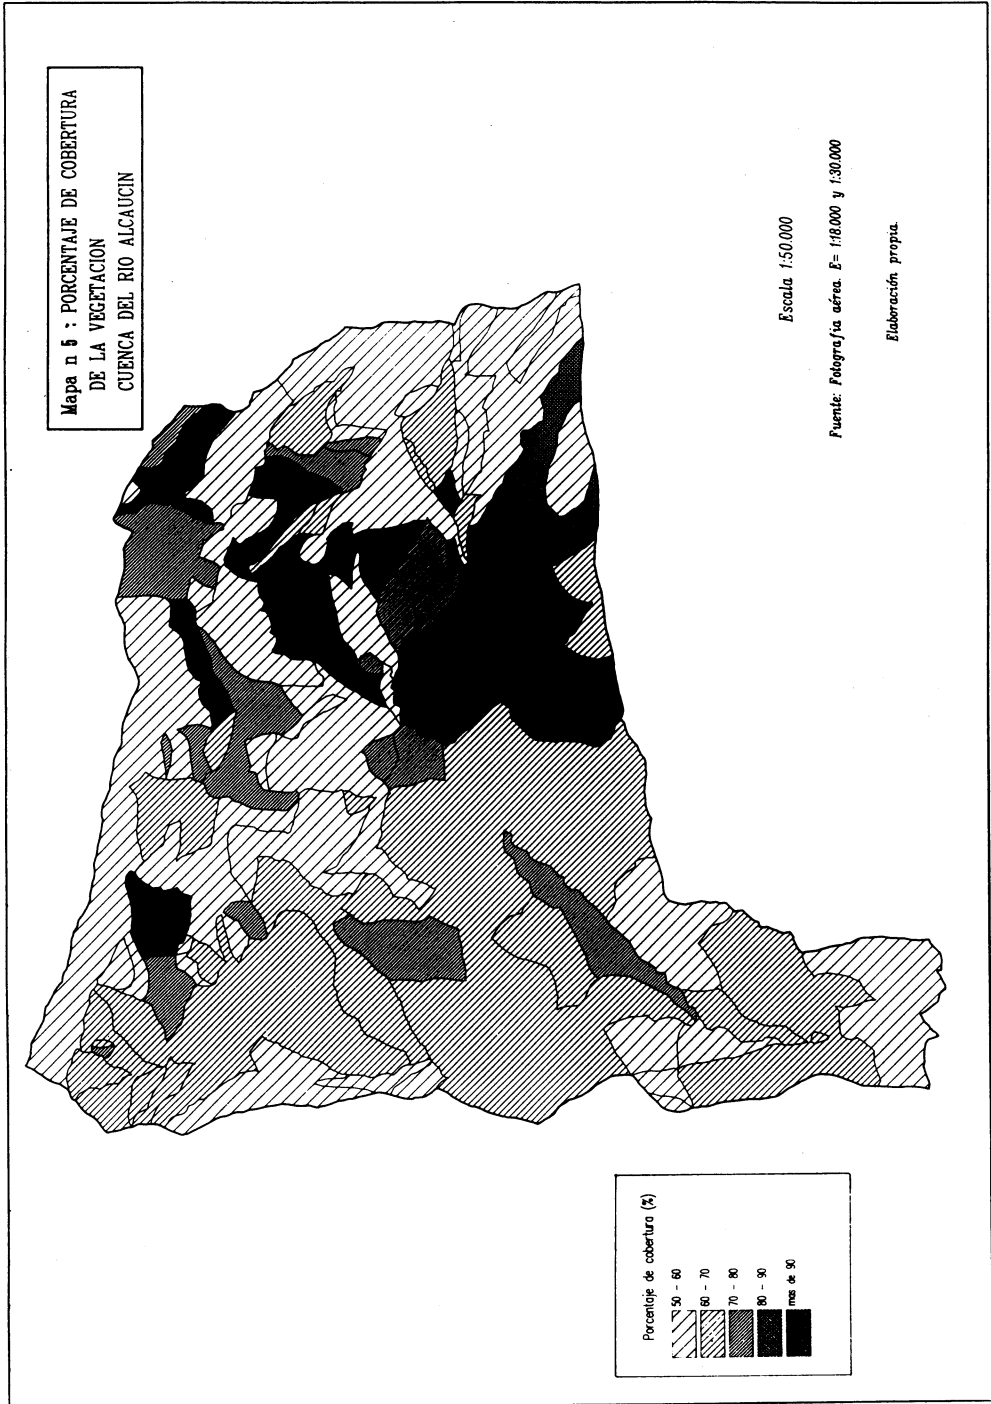 Mapa n 5 : PORCENTAJE DE COBERTURA
DE LA VEGETACION
CUENCA DEL RIO ALCAUCIN
Escala 1:50.000
Fuente: Fotografia aérea. E= 1:18.000 y 1:30.000
Elaboración propia.
Porcentaje de cobertura (%)
50 - 60
60 - 70
70 - 80
80 - 90
mas de 90